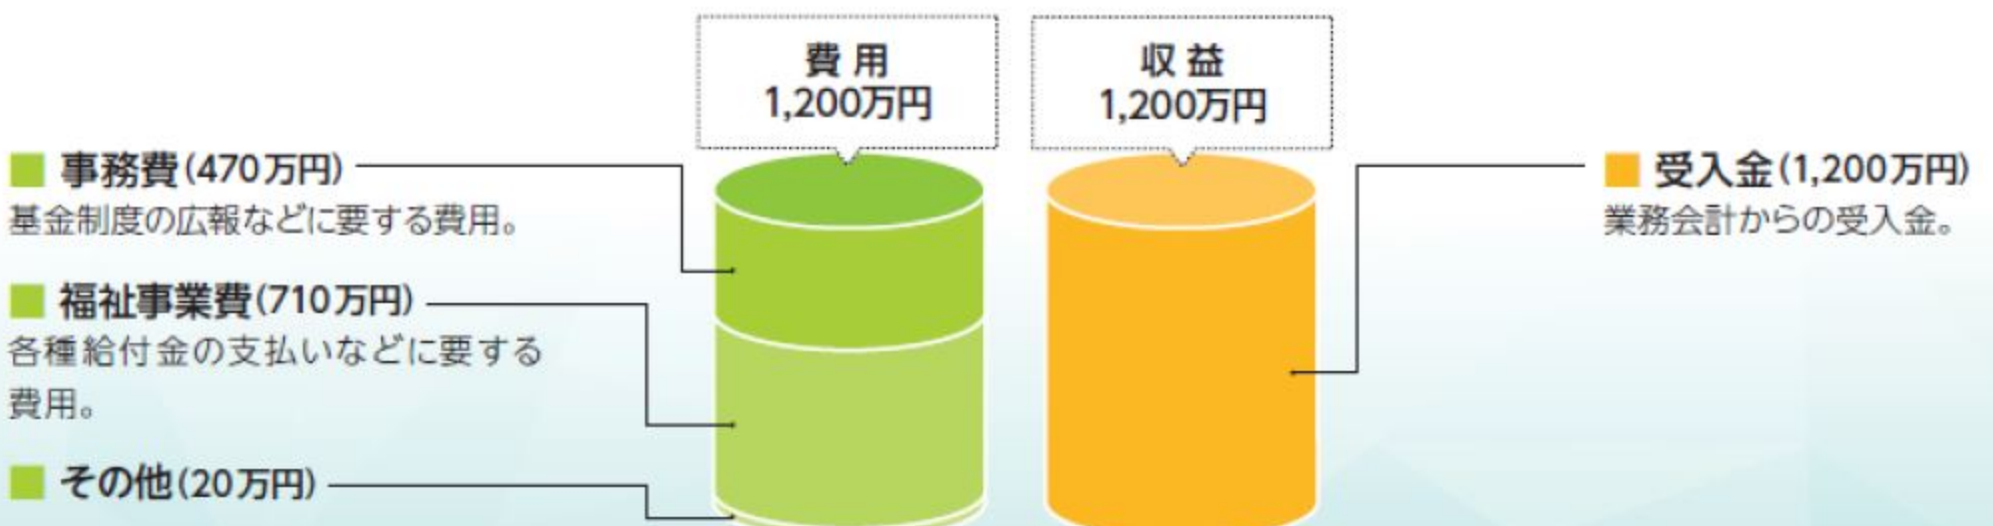 費用
1,200万円
収益
1,200万円
事務費(470万円)
基金制度の広報などに要する費用。
福祉事業費(710万円)
各種給付金の支払いなどに要する
費用。
その他(20万円)
受入金(1,200万円)
業務会計からの受入金。